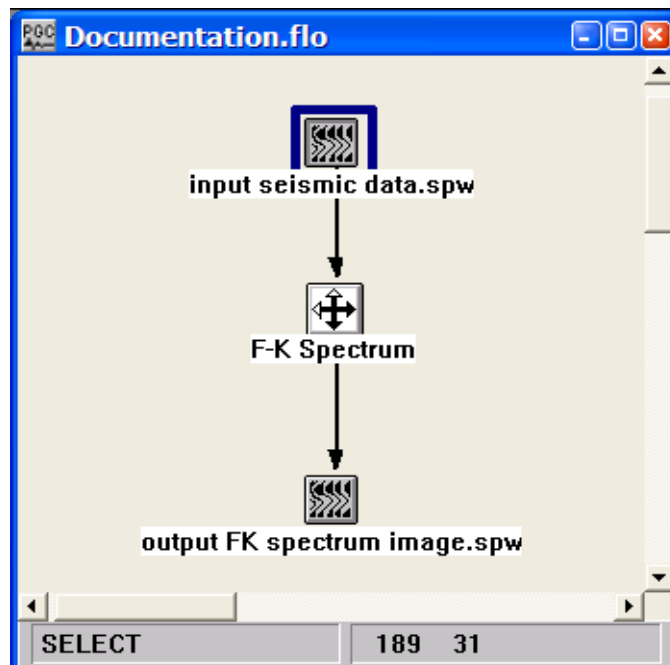 PGC Documentation.flo
input seismic data.spw
F-K Spectrum
output FK spectrum image.spw
SELECT 189 31